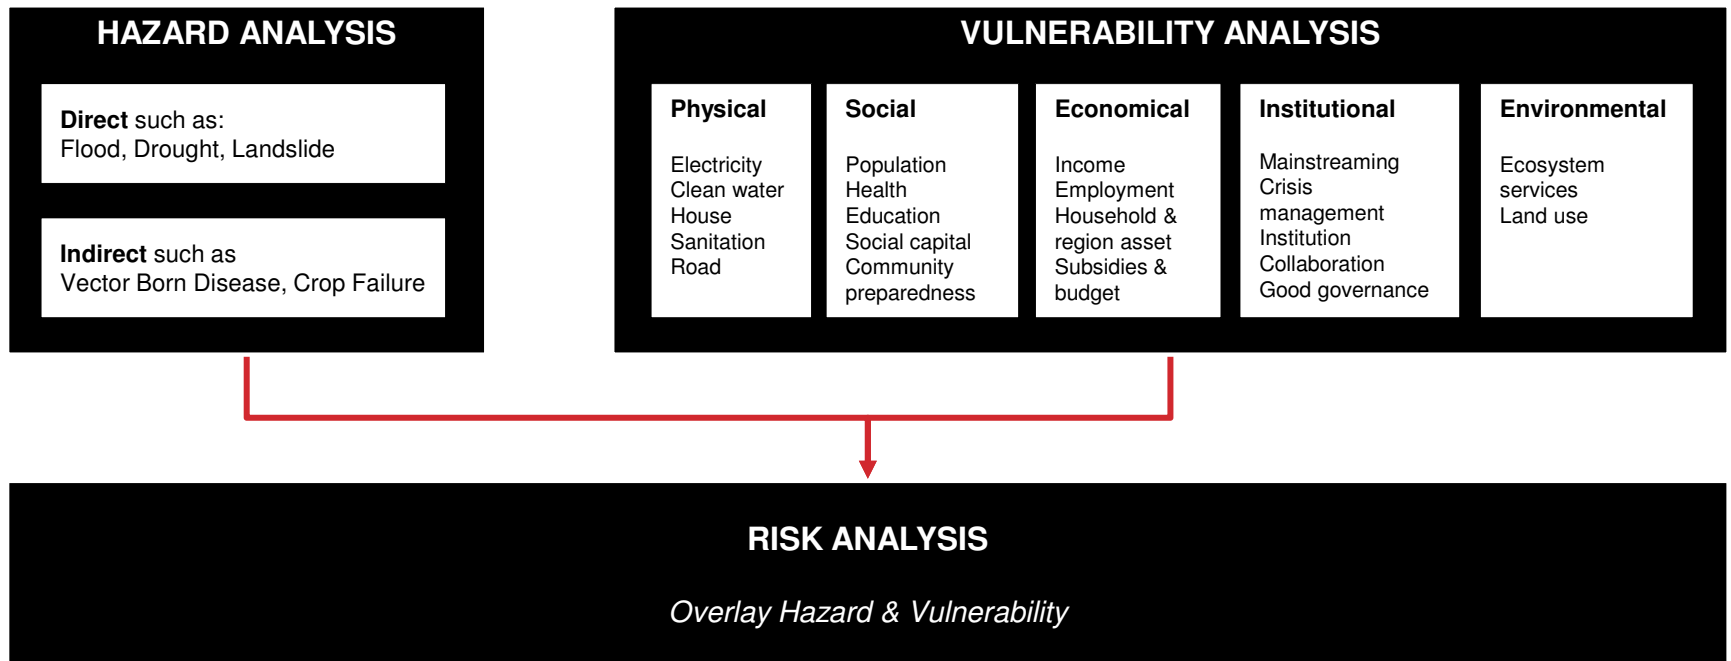 HAZARD ANALYSIS
Direct such as:
Flood, Drought, Landslide
Indirect such as
Vector Born Disease, Crop Failure
VULNERABILITY ANALYSIS
Physical
Electricity
Clean water
House
Sanitation
Road
Social
Population
Health
Education
Social capital
Community
preparedness
Economical
Income
Employment
Household &
region asset
Subsidies &
budget
Institutional
Mainstreaming
Crisis
management
Institution
Collaboration
Good governance
Environmental
Ecosystem
services
Land use
RISK ANALYSIS
Overlay Hazard & Vulnerability